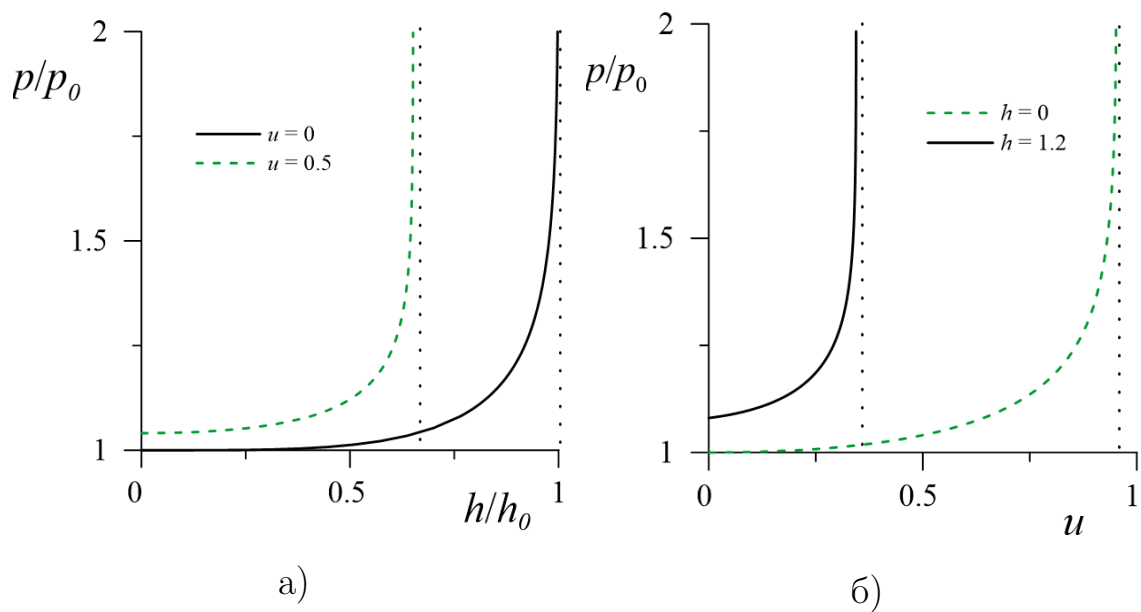 2
p/p0
u = 0
u = 0.5
1.5
1
0
0.5
1
h/h0
а)
2
p/p0
h = 0
h = 1.2
1.5
1
0
0.5
1
u
б)